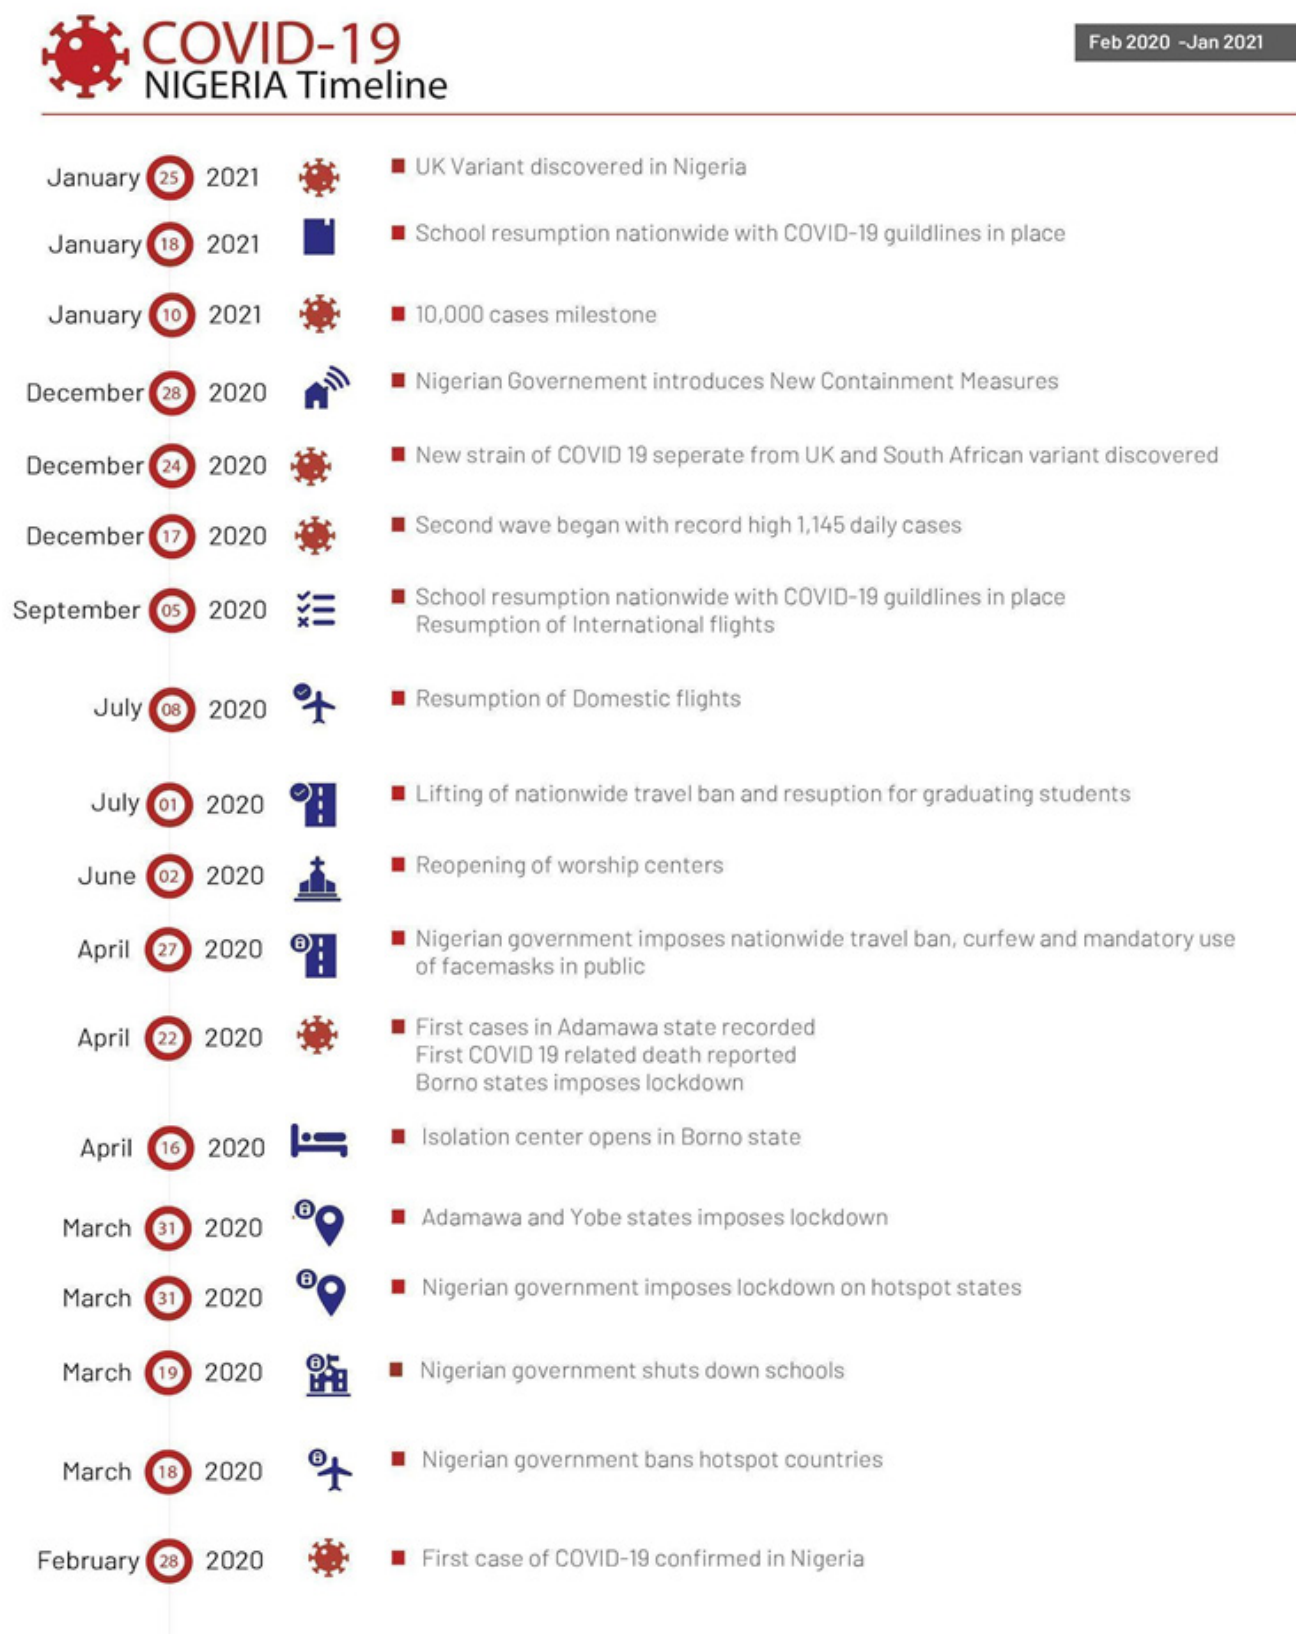 COVID-19
NIGERIA Timeline
Feb 2020 -Jan 2021
January 25 2021
UK Variant discovered in Nigeria
January 18 2021
School resumption nationwide with COVID-19 guildlines in place
January 10 2021
10,000 cases milestone
December 28 2020
Nigerian Governement introduces New Containment Measures
December 24 2020
New strain of COVID 19 seperate from UK and South African variant discovered
December 17 2020
Second wave began with record high 1,145 daily cases
September 05 2020
School resumption nationwide with COVID-19 guildlines in place
Resumption of International flights
July 08 2020
Resumption of Domestic flights
July 01 2020
Lifting of nationwide travel ban and resuption for graduating students
June 02 2020
Reopening of worship centers
April 27 2020
Nigerian government imposes nationwide travel ban, curfew and mandatory use
of facemasks in public
April 22 2020
First cases in Adamawa state recorded
First COVID 19 related death reported
Borno states imposes lockdown
April 16 2020
Isolation center opens in Borno state
March 31 2020
Adamawa and Yobe states imposes lockdown
March 31 2020
Nigerian government imposes lockdown on hotspot states
March 19 2020
Nigerian government shuts down schools
March 18 2020
Nigerian government bans hotspot countries
February 28 2020
First case of COVID-19 confirmed in Nigeria